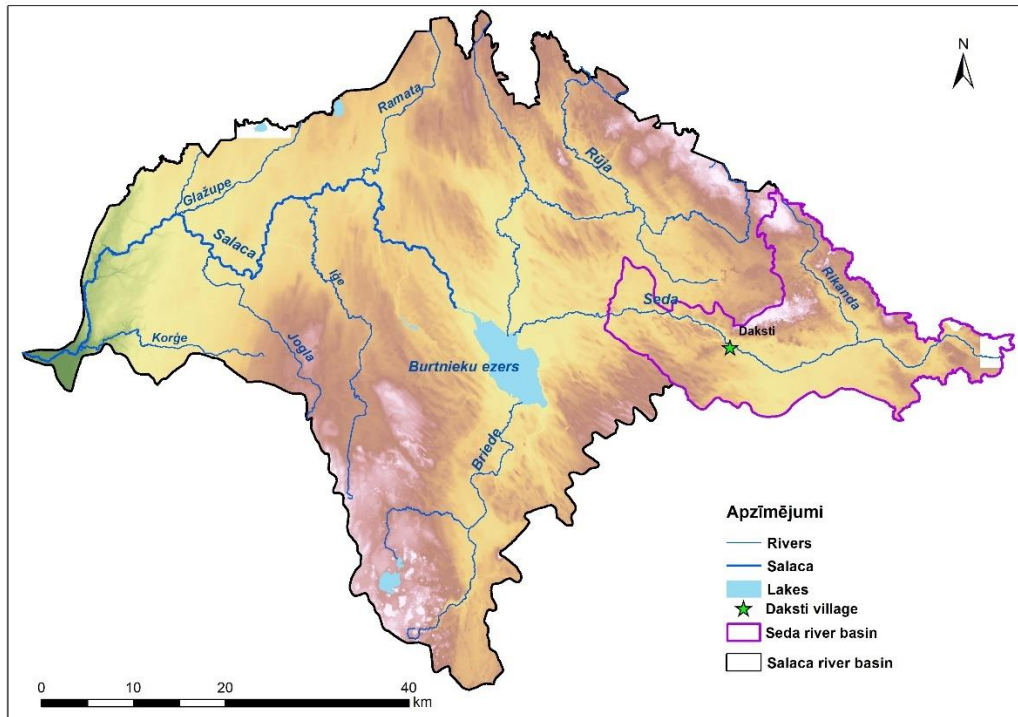 N
Ramata
Rūja
Glažupe
Salaca
Iģe
Rikanda
Seda
Daksti
Korģe
Jogla
Burtnieku ezers
Briede
Apzīmējumi
Rivers
Salaca
Lakes
Daksti village
Seda river basin
Salaca river basin
0 10 20 40
km